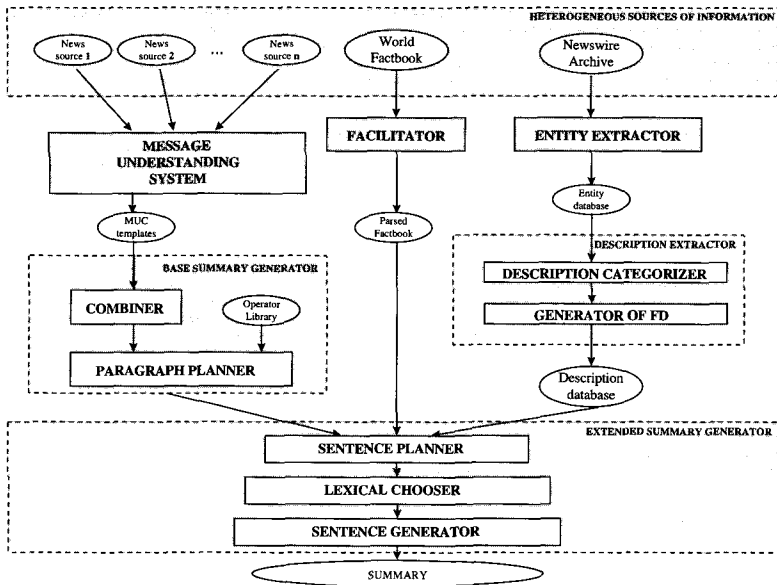 HETEROGENEOUS SOURCES OF INFORMATION
News
source 1
News
source 2
...
News
source n
World
Factbook
Newswire
Archive
MESSAGE
UNDERSTANDING
SYSTEM
FACILITATOR
ENTITY EXTRACTOR
MUC
templates
Parsed
Factbook
Entity
database
BASE SUMMARY GENERATOR
COMBINER
Operator
Library
PARAGRAPH PLANNER
DESCRIPTION EXTRACTOR
DESCRIPTION CATEGORIZER
GENERATOR OF FD
Description
database
EXTENDED SUMMARY GENERATOR
SENTENCE PLANNER
LEXICAL CHOOSER
SENTENCE GENERATOR
SUMMARY